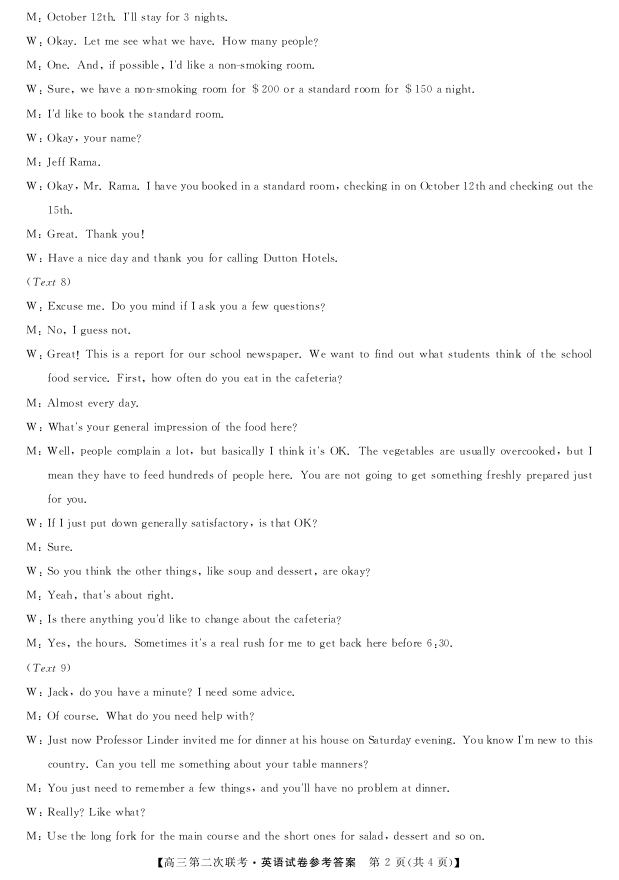 M: October 12th. I'll stay for 3 nights.
W: Okay. Let me see what we have. How many people?
M: One. And, if possible, I'd like a non-smoking room.
W: Sure, we have a non-smoking room for $200 or a standard room for $150 a night.
M: I'd like to book the standard room.
W: Okay, your name?
M: Jeff Rama.
W: Okay, Mr. Rama. I have you booked in a standard room, checking in on October 12th and checking out the
15th.
M: Great. Thank you!
W: Have a nice day and thank you for calling Dutton Hotels.
(Text 8)
W: Excuse me. Do you mind if I ask you a few questions?
M: No, I guess not.
W: Great! This is a report for our school newspaper. We want to find out what students think of the school
food service. First, how often do you eat in the cafeteria?
M: Almost every day.
W: What's your general impression of the food here?
M: Well, people complain a lot, but basically I think it's OK. The vegetables are usually overcooked, but I
mean they have to feed hundreds of people here. You are not going to get something freshly prepared just
for you.
W: If I just put down generally satisfactory, is that OK?
M: Sure.
W: So you think the other things, like soup and dessert, are okay?
M: Yeah, that's about right.
W: Is there anything you'd like to change about the cafeteria?
M: Yes, the hours. Sometimes it's a real rush for me to get back here before 6:30.
(Text 9)
W: Jack, do you have a minute? I need some advice.
M: Of course. What do you need help with?
W: Just now Professor Linder invited me for dinner at his house on Saturday evening. You know I'm new to this
country. Can you tell me something about your table manners?
M: You just need to remember a few things, and you'll have no problem at dinner.
W: Really? Like what?
M: Use the long fork for the main course and the short ones for salad, dessert and so on.
【高三第二次联考·英语试卷参考答案 第 2 页(共 4 页)】